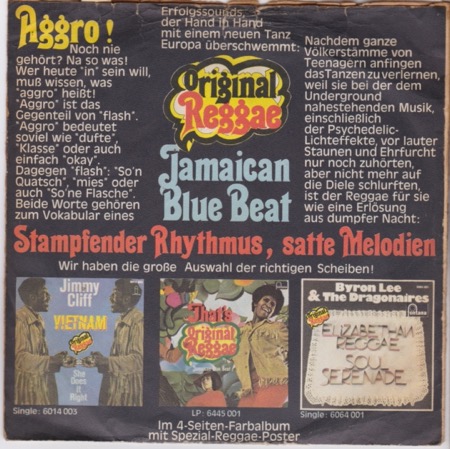 Aggro!
Noch nie
gehört? Na so was!
Wer heute "in" sein will,
muß wissen, was
"aggro" heißt!
"Aggro" ist das
Gegenteil von "flash".
"Aggro" bedeutet
soviel wie "dufte",
"Klasse" oder auch
einfach "okay".
Dagegen "flash": "So'n
Quatsch", "mies" oder
auch "So'ne Flasche".
Beide Worte gehören
zum Vokabular eines
Erfolgssounds,
der Hand in Hand
mit einem neuen Tanz
Europa überschwemmt:
Original
Reggae
Jamaican
Blue Beat
Nachdem ganze
Völkerstämme von
Teenagern anfingen
das Tanzen zu verlernen,
weil sie bei der dem
Underground
nahestehenden Musik,
einschließlich
der Psychedelic-
Lichteffekte, vor lauter
Staunen und Ehrfurcht
nur noch zuhörten,
aber nicht mehr auf
die Diele schlurften,
ist der Reggae für sie
wie eine Erlösung
aus dumpfer Nacht:
Stampfender Rhythmus, satte Melodien
Wir haben die große Auswahl der richtigen Scheiben!
Jimmy
Cliff
VIETNAM
She
Does It
Right
Single: 6014 003
That's
Original
Reggae
LP: 6445 001
Byron Lee
& The Dragonaires
fontana
ELIZABETHAN
REGGAE
SOUL
SERENADE
Single: 6064 001
Im 4-Seiten-Farbalbum
mit Spezial-Reggae-Poster